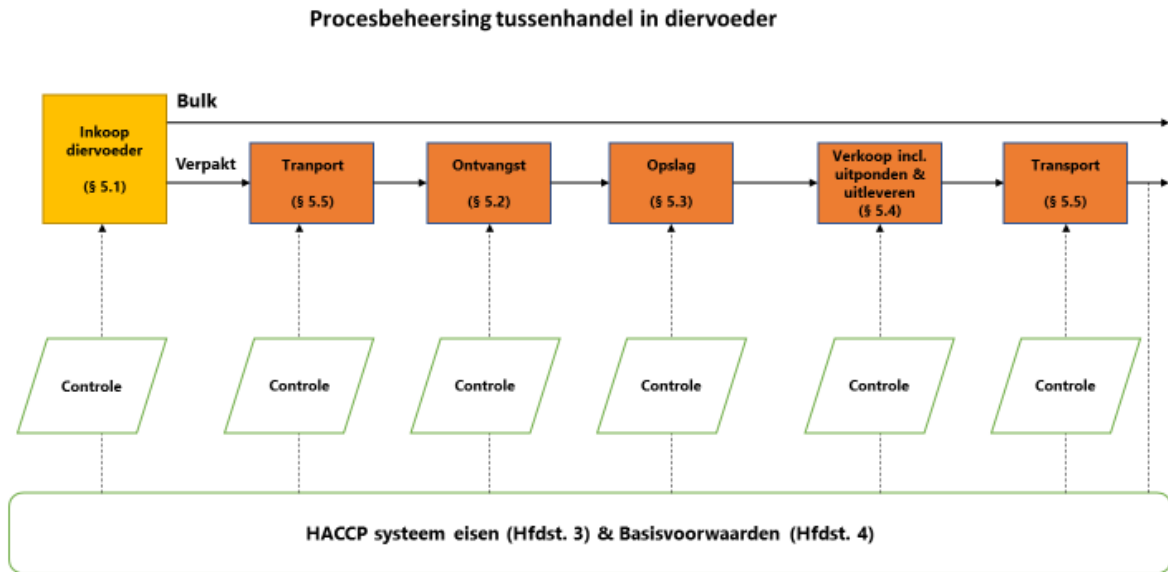 Procesbeheersing tussenhandel in diervoeder
Bulk
Inkoop
diervoeder
(§ 5.1)
Verpakt
Tranport
(§ 5.5)
Ontvangst
(§ 5.2)
Opslag
(§ 5.3)
Verkoop incl.
uitponden &
uitleveren
(§ 5.4)
Transport
(§ 5.5)
Controle
Controle
Controle
Controle
Controle
Controle
HACCP systeem eisen (Hfdst. 3) & Basisvoorwaarden (Hfdst. 4)